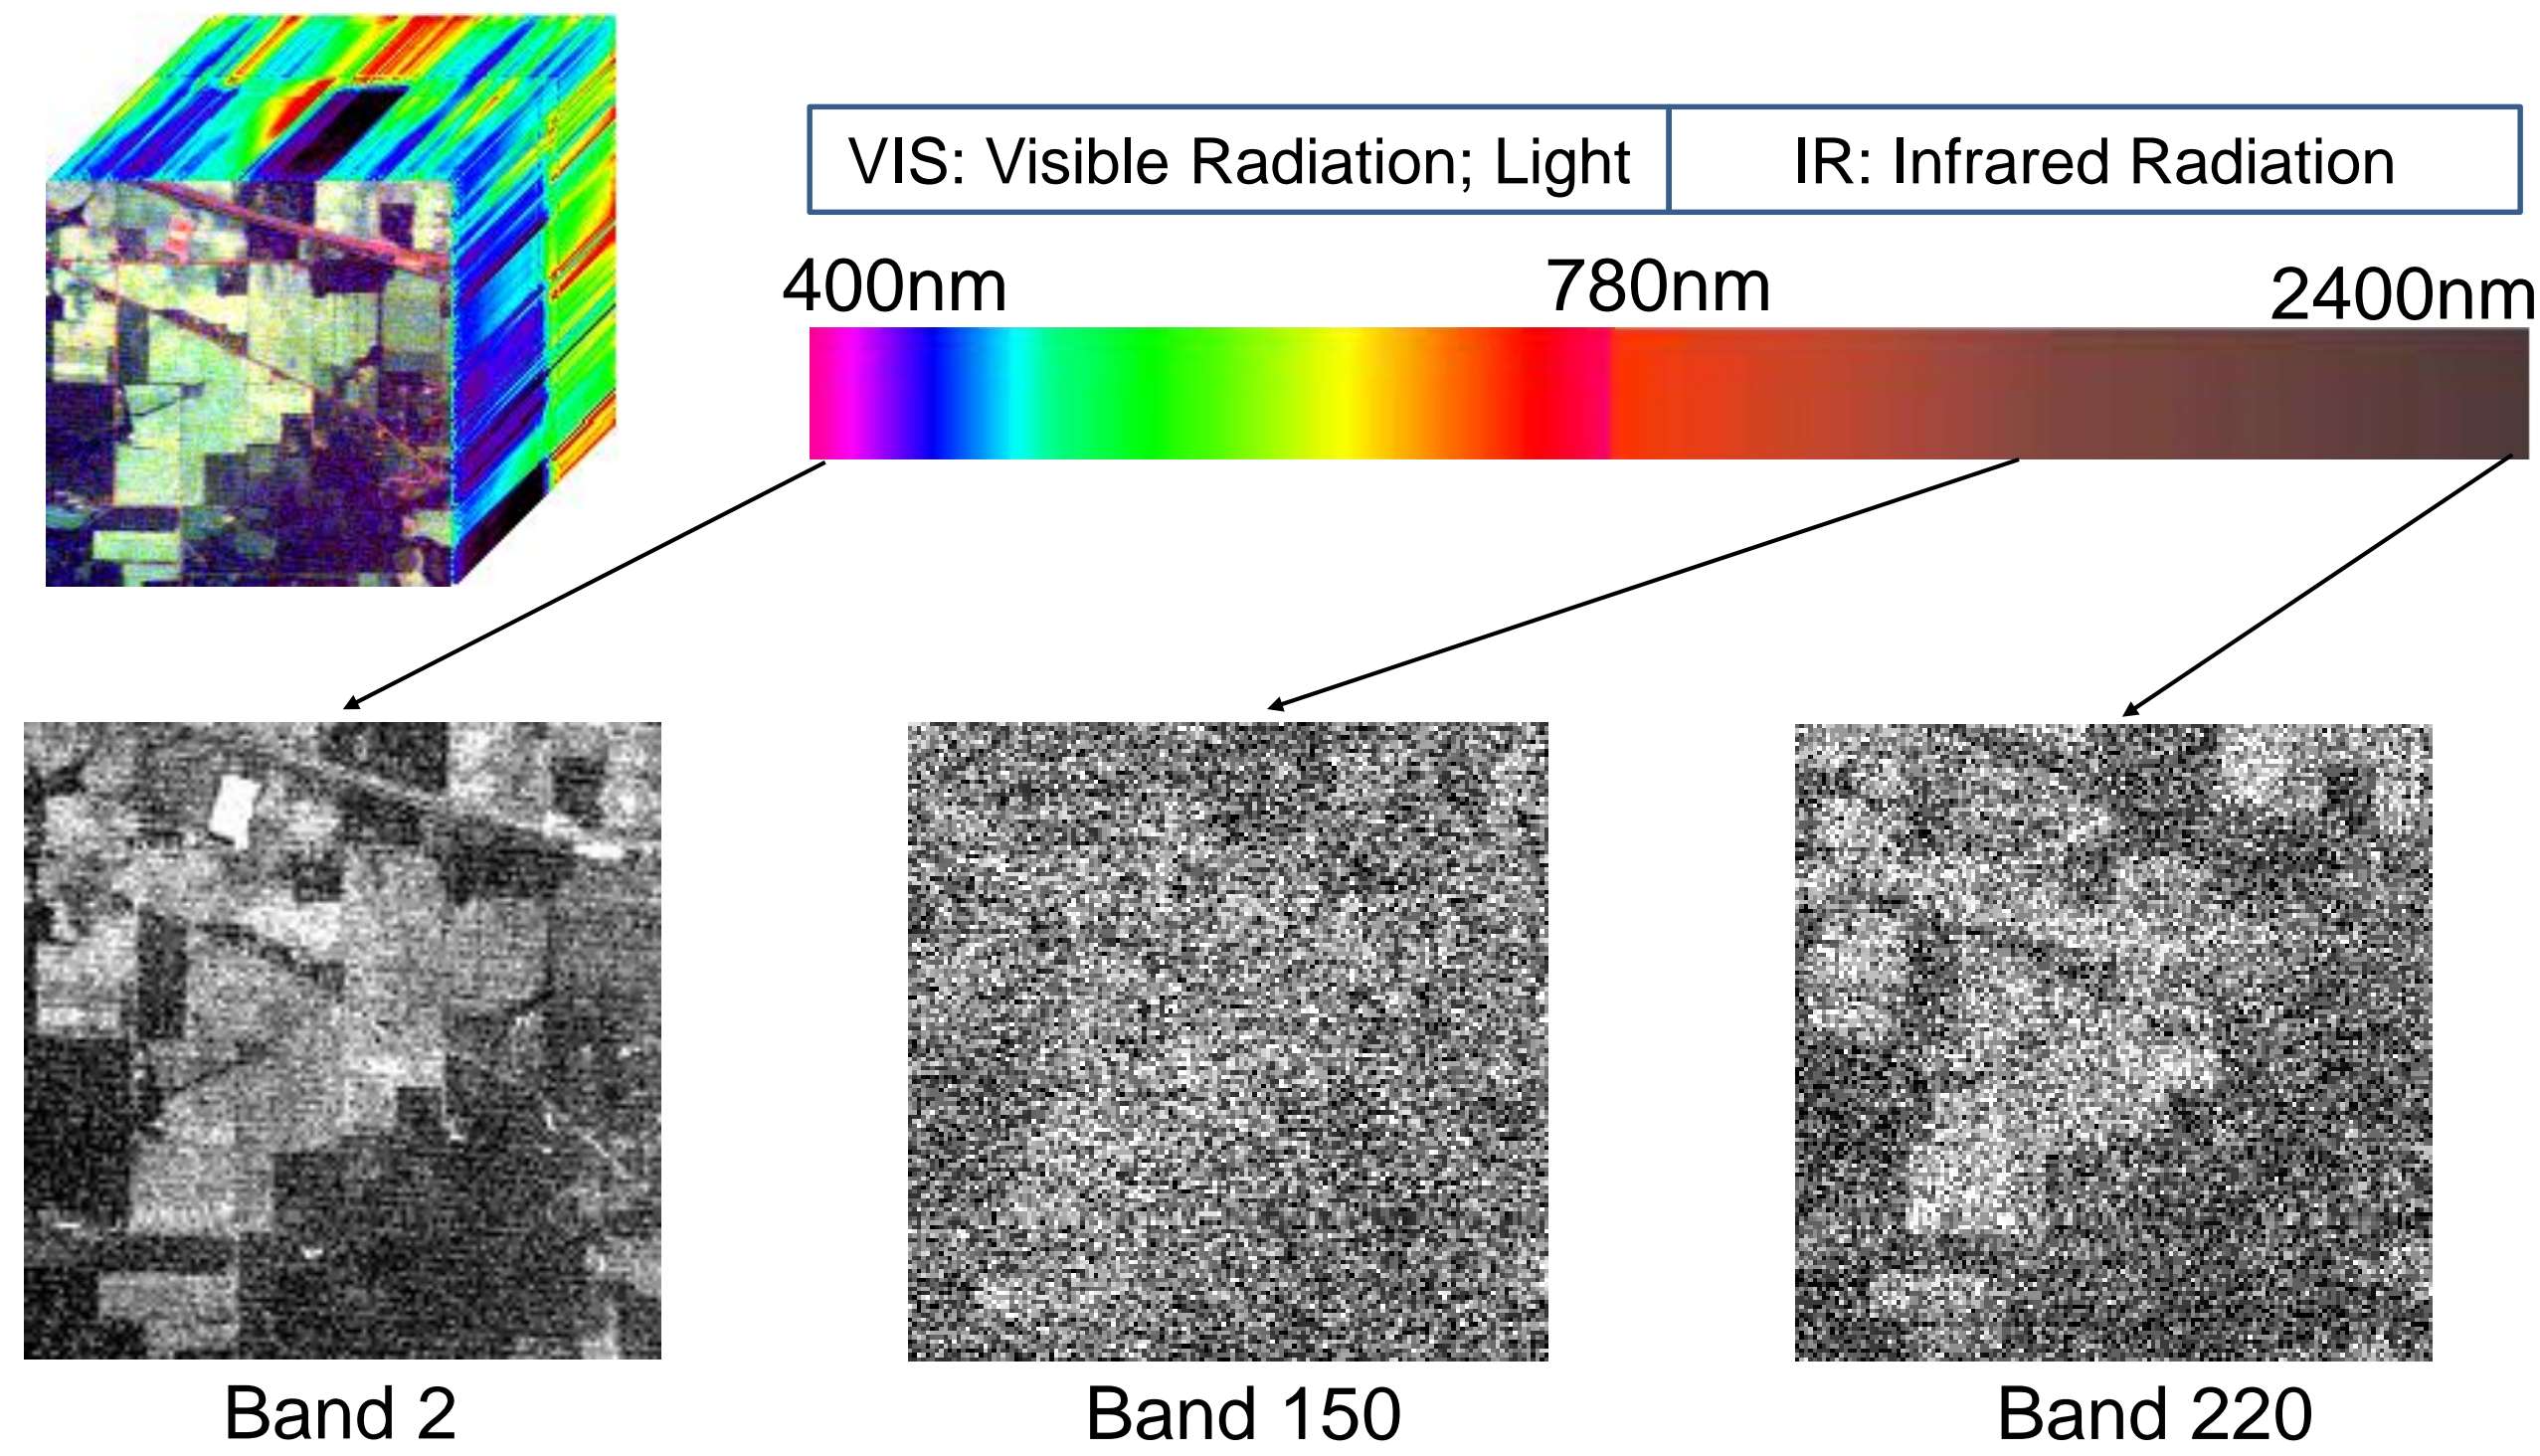 VIS: Visible Radiation; Light
IR: Infrared Radiation
400nm
780nm
2400nm
Band 2
Band 150
Band 220